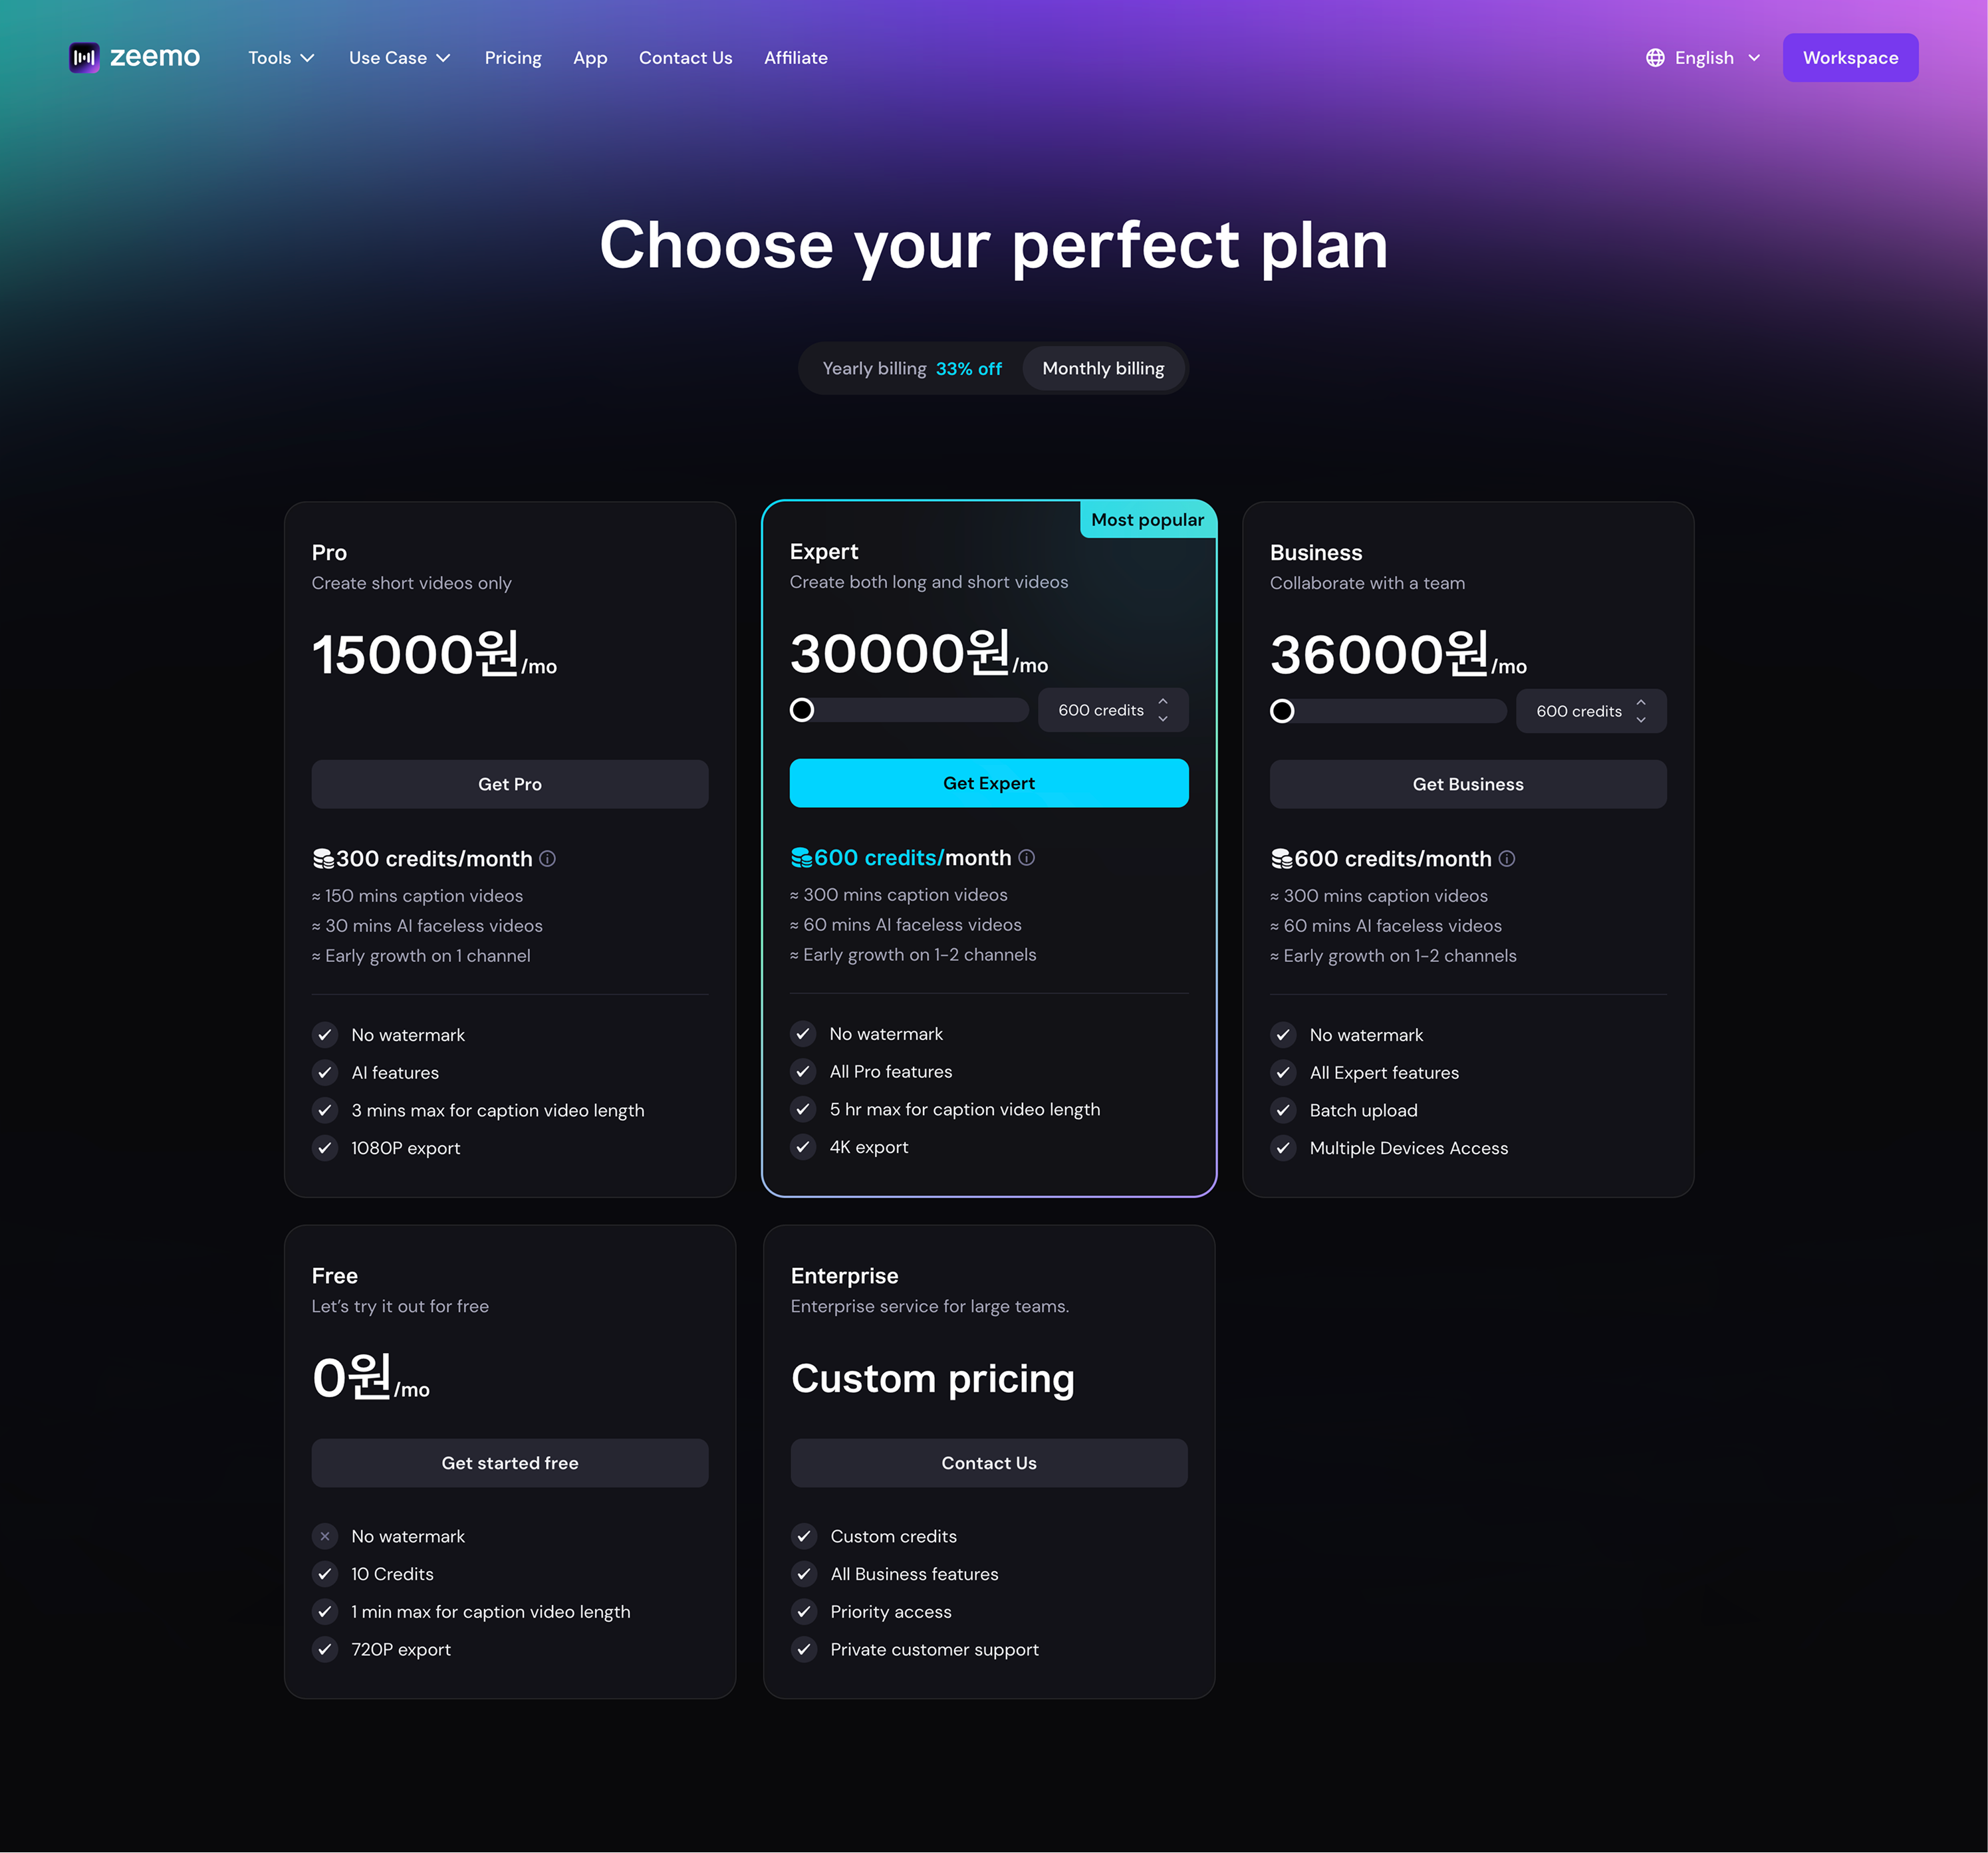 zeemo
Tools
Use Case
Pricing
App
Contact Us
Affiliate
English
Workspace
Choose your perfect plan
Yearly billing 33% off
Monthly billing
Pro
Create short videos only
15000원/mo
Get Pro
300 credits/month
≈ 150 mins caption videos
≈ 30 mins AI faceless videos
≈ Early growth on 1 channel
No watermark
AI features
3 mins max for caption video length
1080P export
Most popular
Expert
Create both long and short videos
30000원/mo
600 credits
Get Expert
600 credits/month
≈ 300 mins caption videos
≈ 60 mins AI faceless videos
≈ Early growth on 1-2 channels
No watermark
All Pro features
5 hr max for caption video length
4K export
Business
Collaborate with a team
36000원/mo
600 credits
Get Business
600 credits/month
≈ 300 mins caption videos
≈ 60 mins AI faceless videos
≈ Early growth on 1-2 channels
No watermark
All Expert features
Batch upload
Multiple Devices Access
Free
Let's try it out for free
0원/mo
Get started free
No watermark
10 Credits
1 min max for caption video length
720P export
Enterprise
Enterprise service for large teams.
Custom pricing
Contact Us
Custom credits
All Business features
Priority access
Private customer support